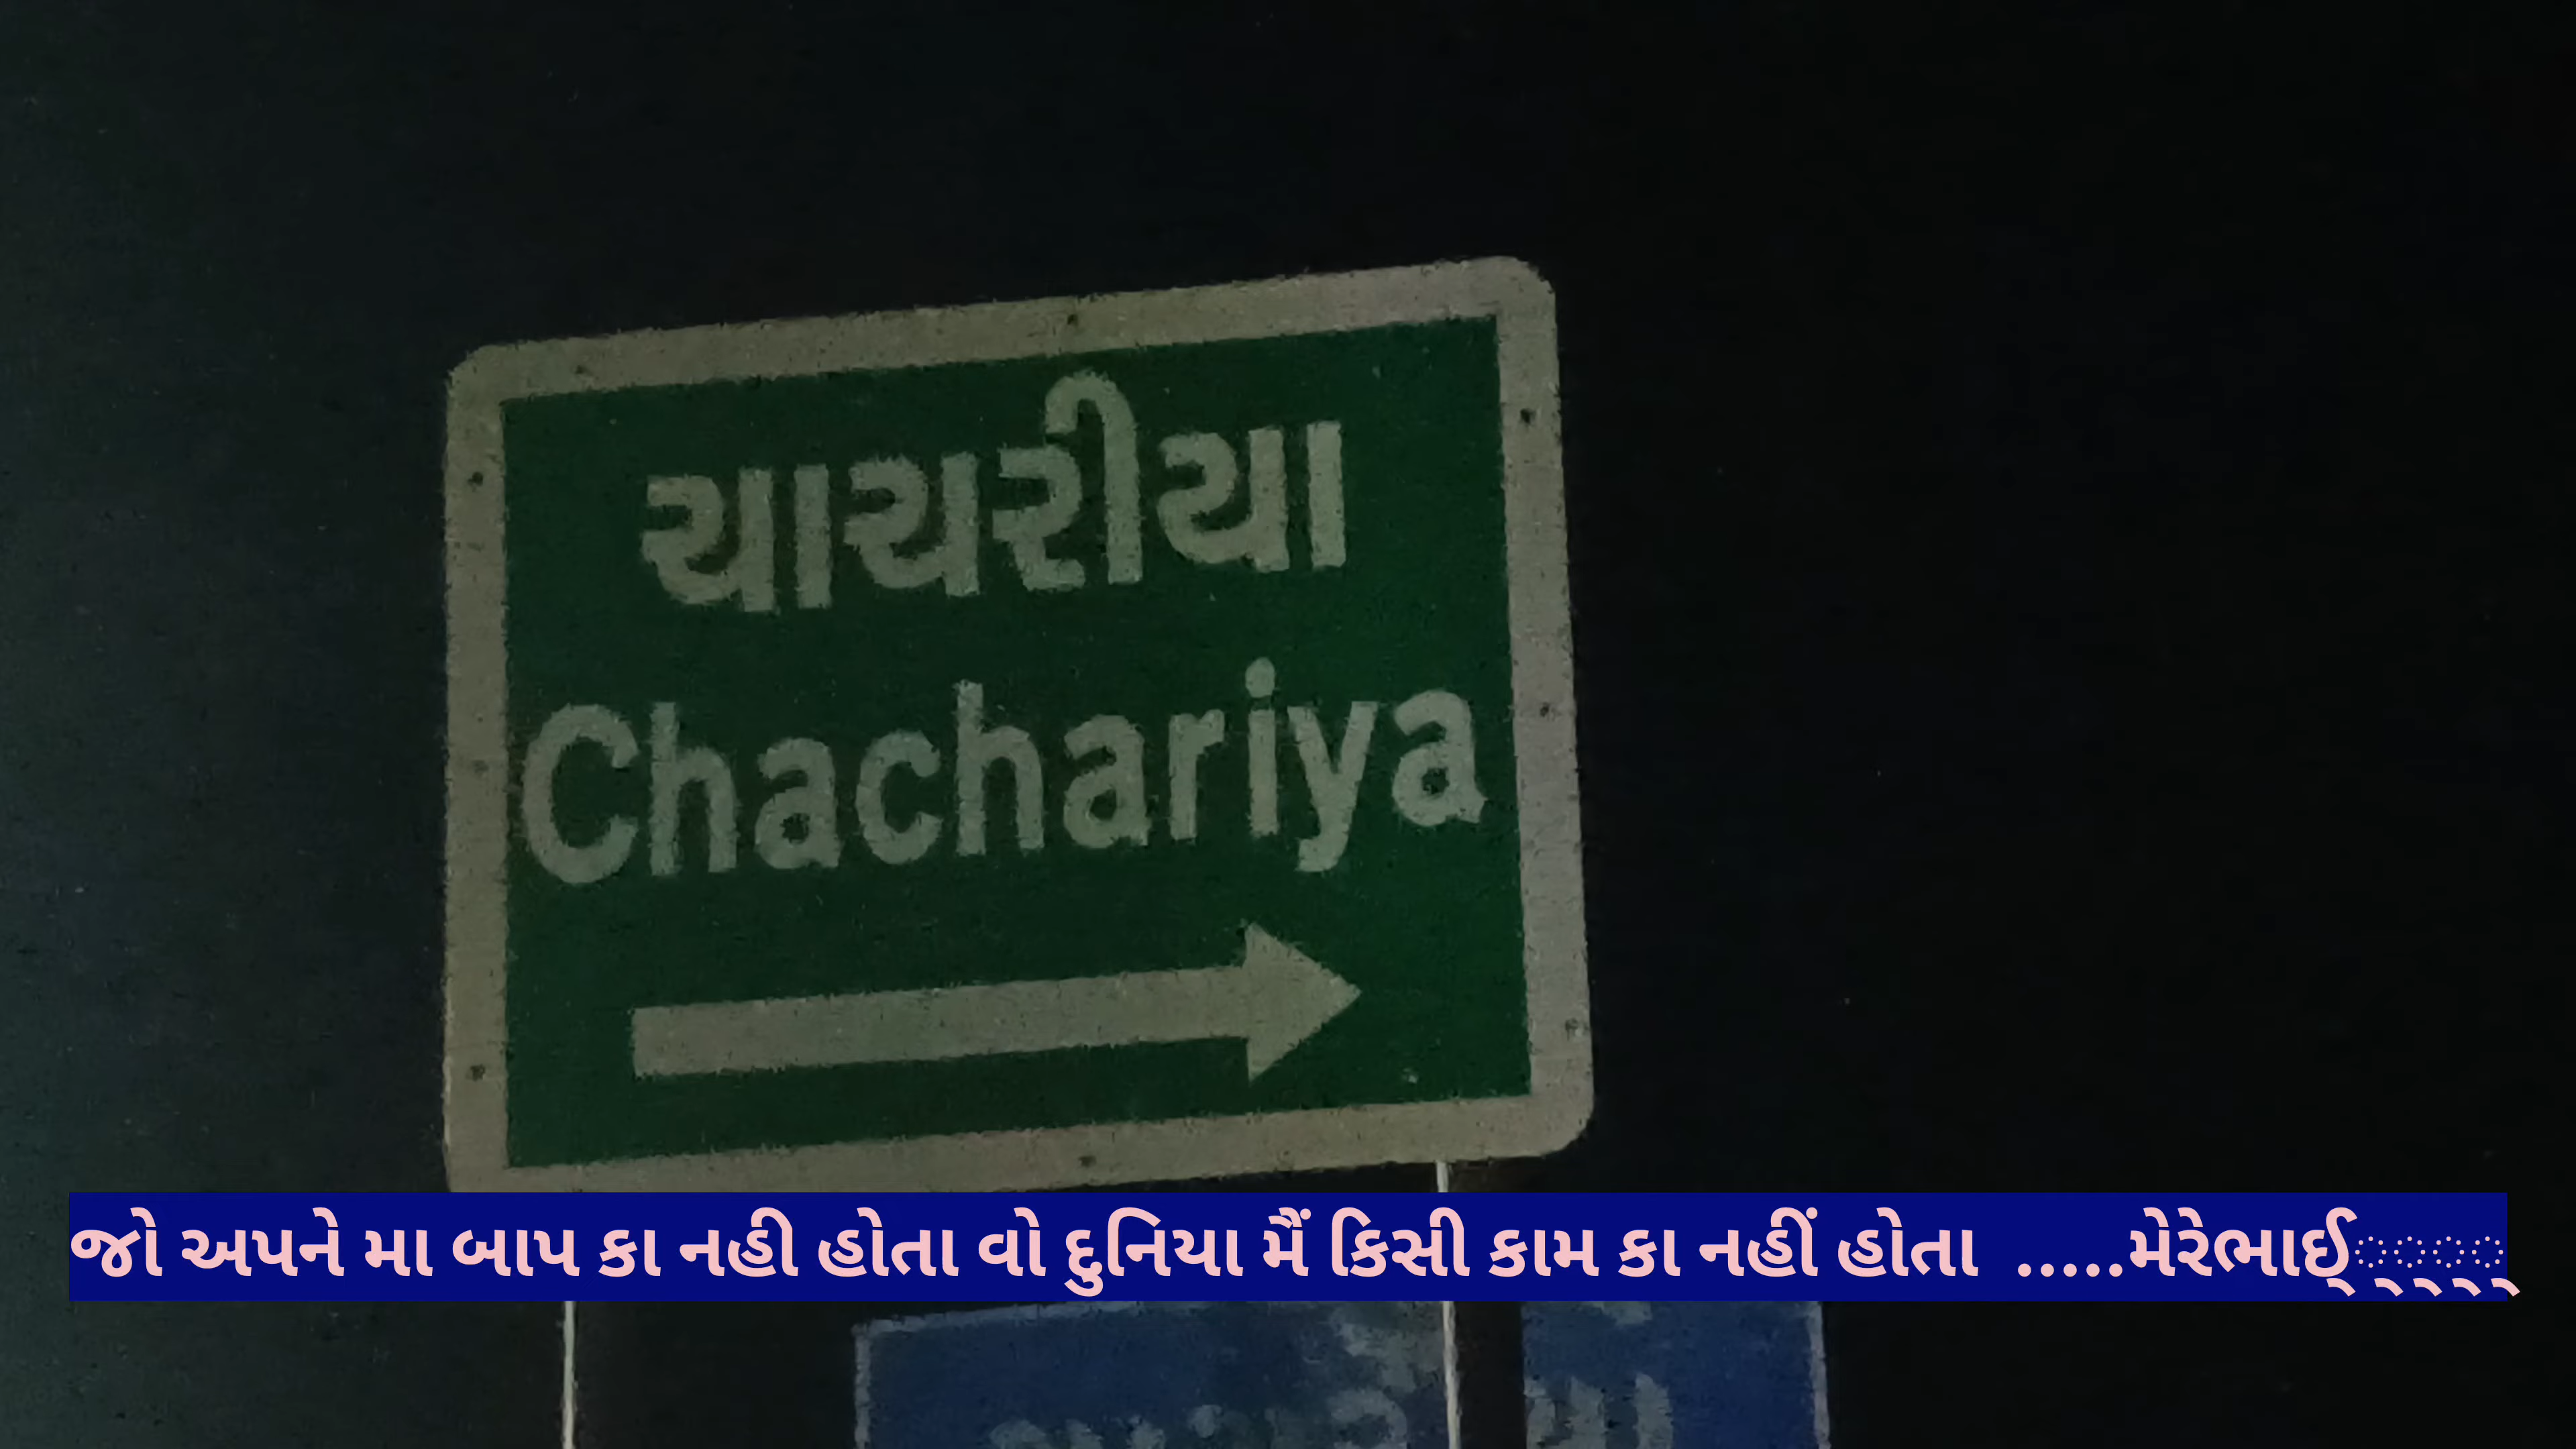 ચાચરીયા
Chachariya
જો અપને મા બાપ કા નહી હોતા વો દુનિયા મૈં કિસી કામ કા નહીં હોતા .....મેરેભાઈ્્્્્